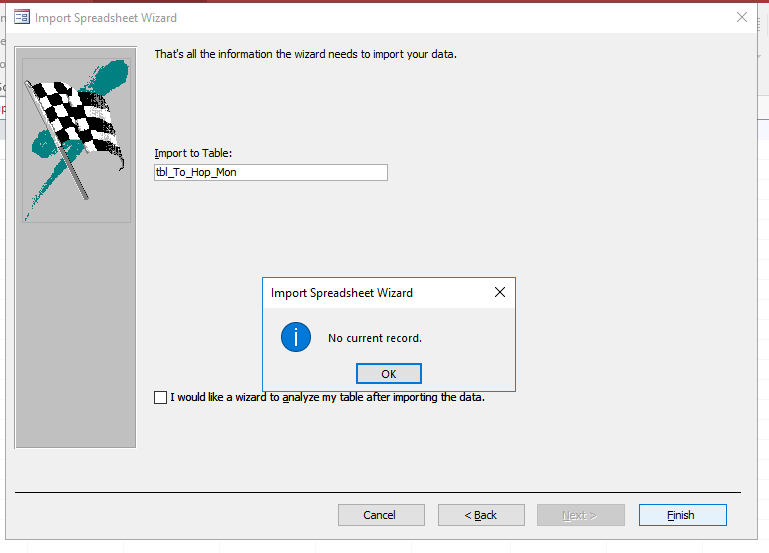 Import Spreadsheet Wizard
That's all the information the wizard needs to import your data.
Import to Table:
tbl_To_Hop_Mon
Import Spreadsheet Wizard
No current record.
OK
I would like a wizard to analyze my table after importing the data.
Cancel
< Back
Next >
Finish